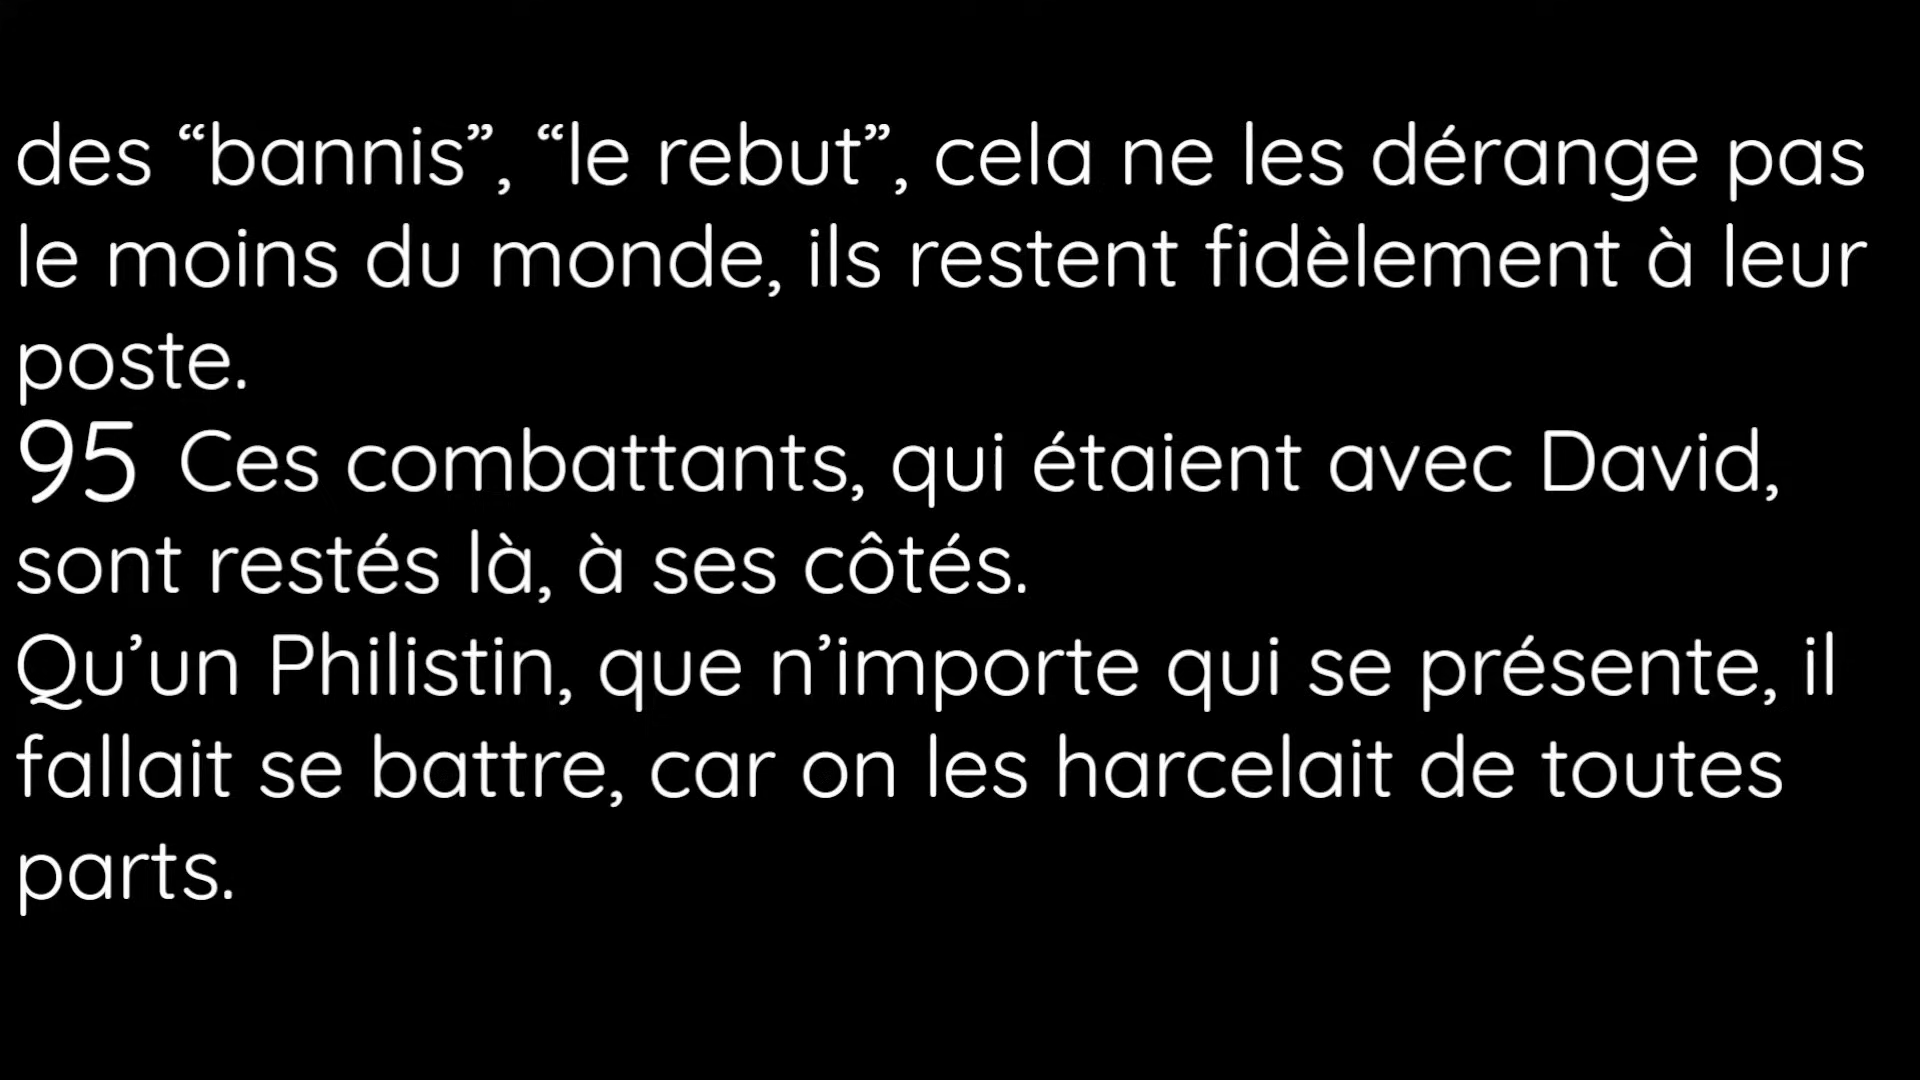 des “bannis”, “le rebut”, cela ne les dérange pas
le moins du monde, ils restent fidèlement à leur
poste.
95 Ces combattants, qui étaient avec David,
sont restés là, à ses côtés.
Qu’un Philistin, que n’importe qui se présente, il
fallait se battre, car on les harcelait de toutes
parts.